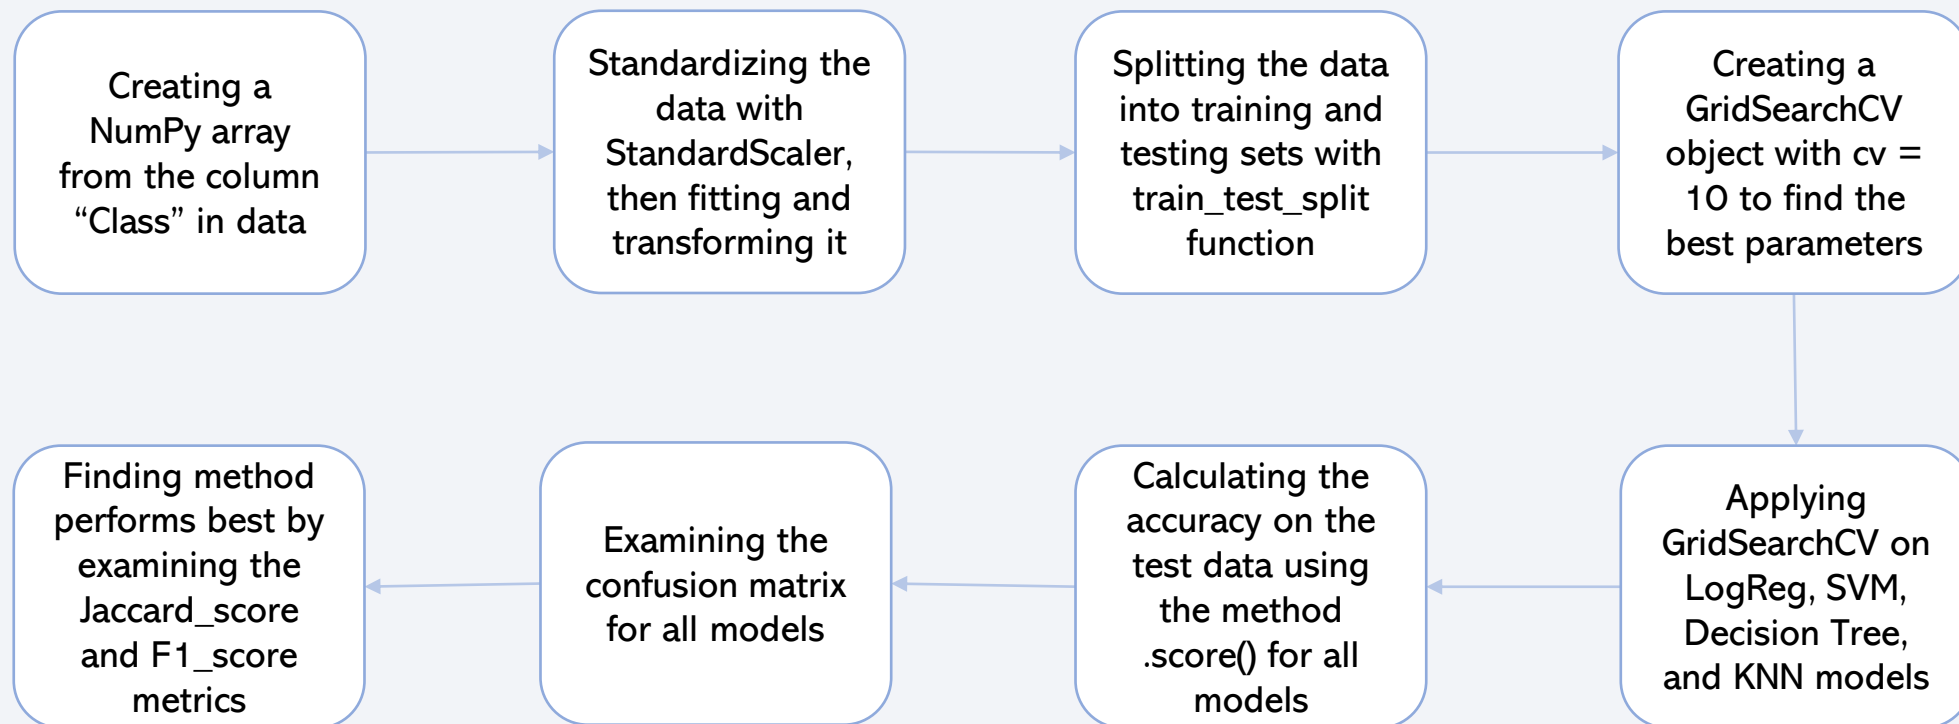 Creating a
NumPy array
from the column
“Class” in data
Standardizing the
data with
StandardScaler,
then fitting and
transforming it
Splitting the data
into training and
testing sets with
train_test_split
function
Creating a
GridSearchCV
object with cv =
10 to find the
best parameters
Applying
GridSearchCV on
LogReg, SVM,
Decision Tree,
and KNN models
Calculating the
accuracy on the
test data using
the method
.score() for all
models
Examining the
confusion matrix
for all models
Finding method
performs best by
examining the
Jaccard_score
and F1_score
metrics